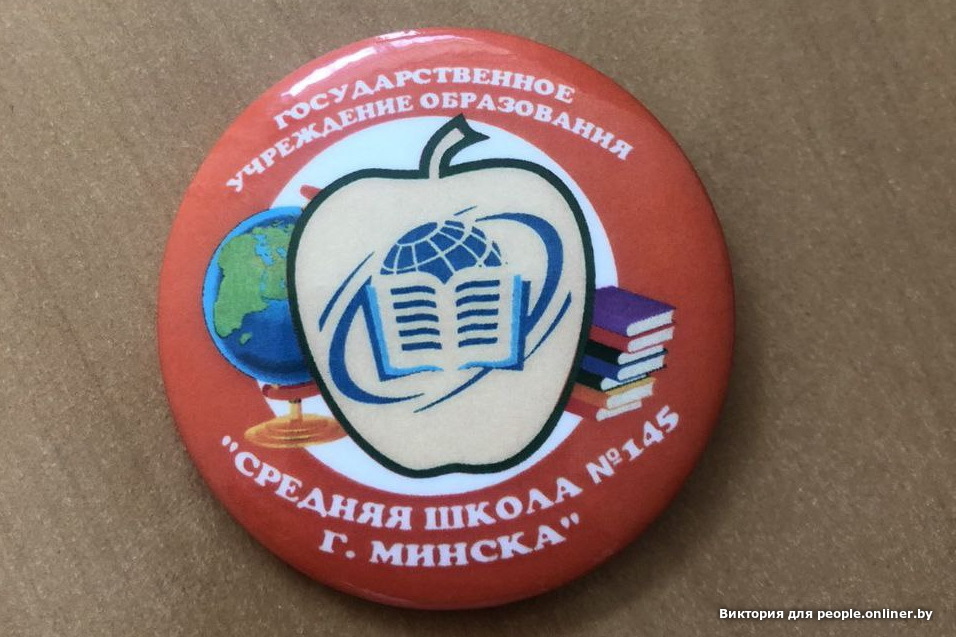 ГОСУДАРСТВЕННОЕ
УЧРЕЖДЕНИЕ ОБРАЗОВАНИЯ
"СРЕДНЯЯ ШКОЛА №145
Г. МИНСКА"
Виктория для people.onliner.by